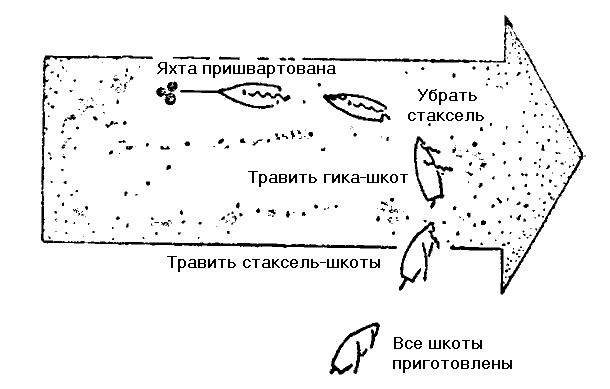 Яхта пришвартована
Убрать
стаксель
Травить гика-шкот
Травить стаксель-шкоты
Все шкоты
приготовлены